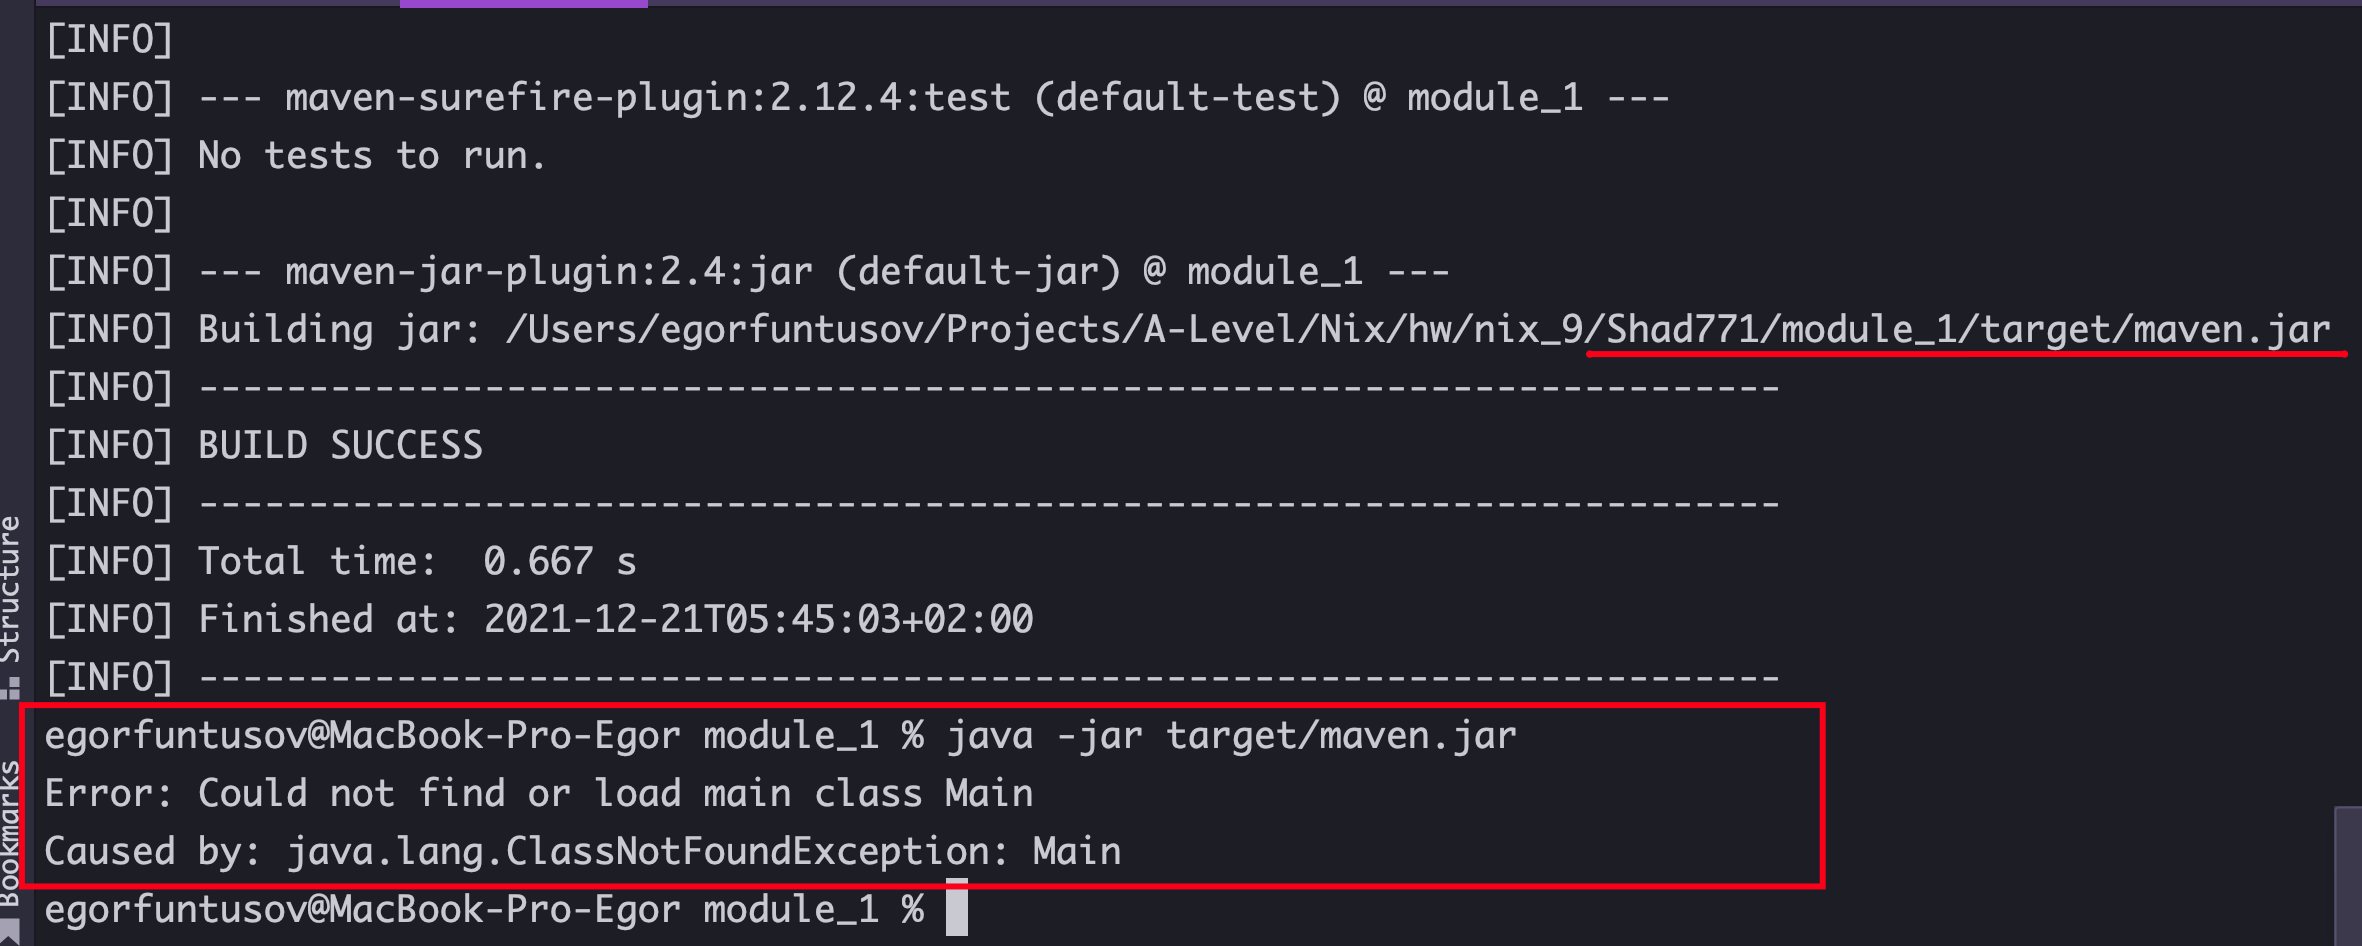 [INFO]
[INFO] --- maven-surefire-plugin:2.12.4:test (default-test) @ module_1 ---
[INFO] No tests to run.
[INFO]
[INFO] --- maven-jar-plugin:2.4:jar (default-jar) @ module_1 ---
[INFO] Building jar: /Users/egorfuntusov/Projects/A-Level/Nix/hw/nix_9/Shad771/module_1/target/maven.jar
[INFO] ------------------------------------------------------------------------
[INFO] BUILD SUCCESS
[INFO] ------------------------------------------------------------------------
[INFO] Total time:  0.667 s
[INFO] Finished at: 2021-12-21T05:45:03+02:00
[INFO] ------------------------------------------------------------------------
egorfuntusov@MacBook-Pro-Egor module_1 % java -jar target/maven.jar
Error: Could not find or load main class Main
Caused by: java.lang.ClassNotFoundException: Main
egorfuntusov@MacBook-Pro-Egor module_1 %
Structure
Bookmarks